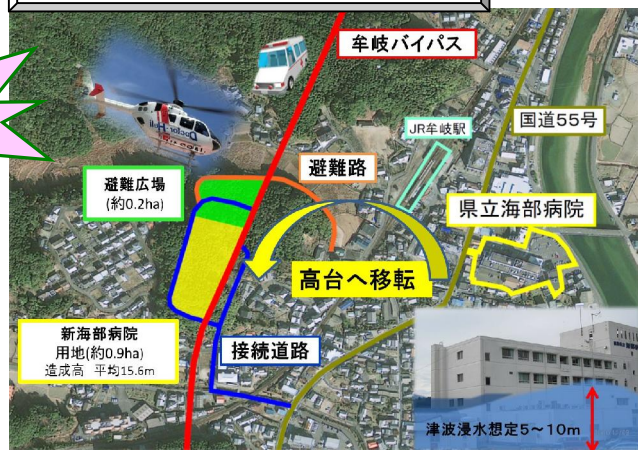 牟岐バイパス
JR牟岐駅
国道55号
避難路
避難広場
(約0.2ha)
県立海部病院
高台へ移転
新海部病院
用地(約0.9ha)
造成高 平均15.6m
接続道路
津波浸水想定5～10m